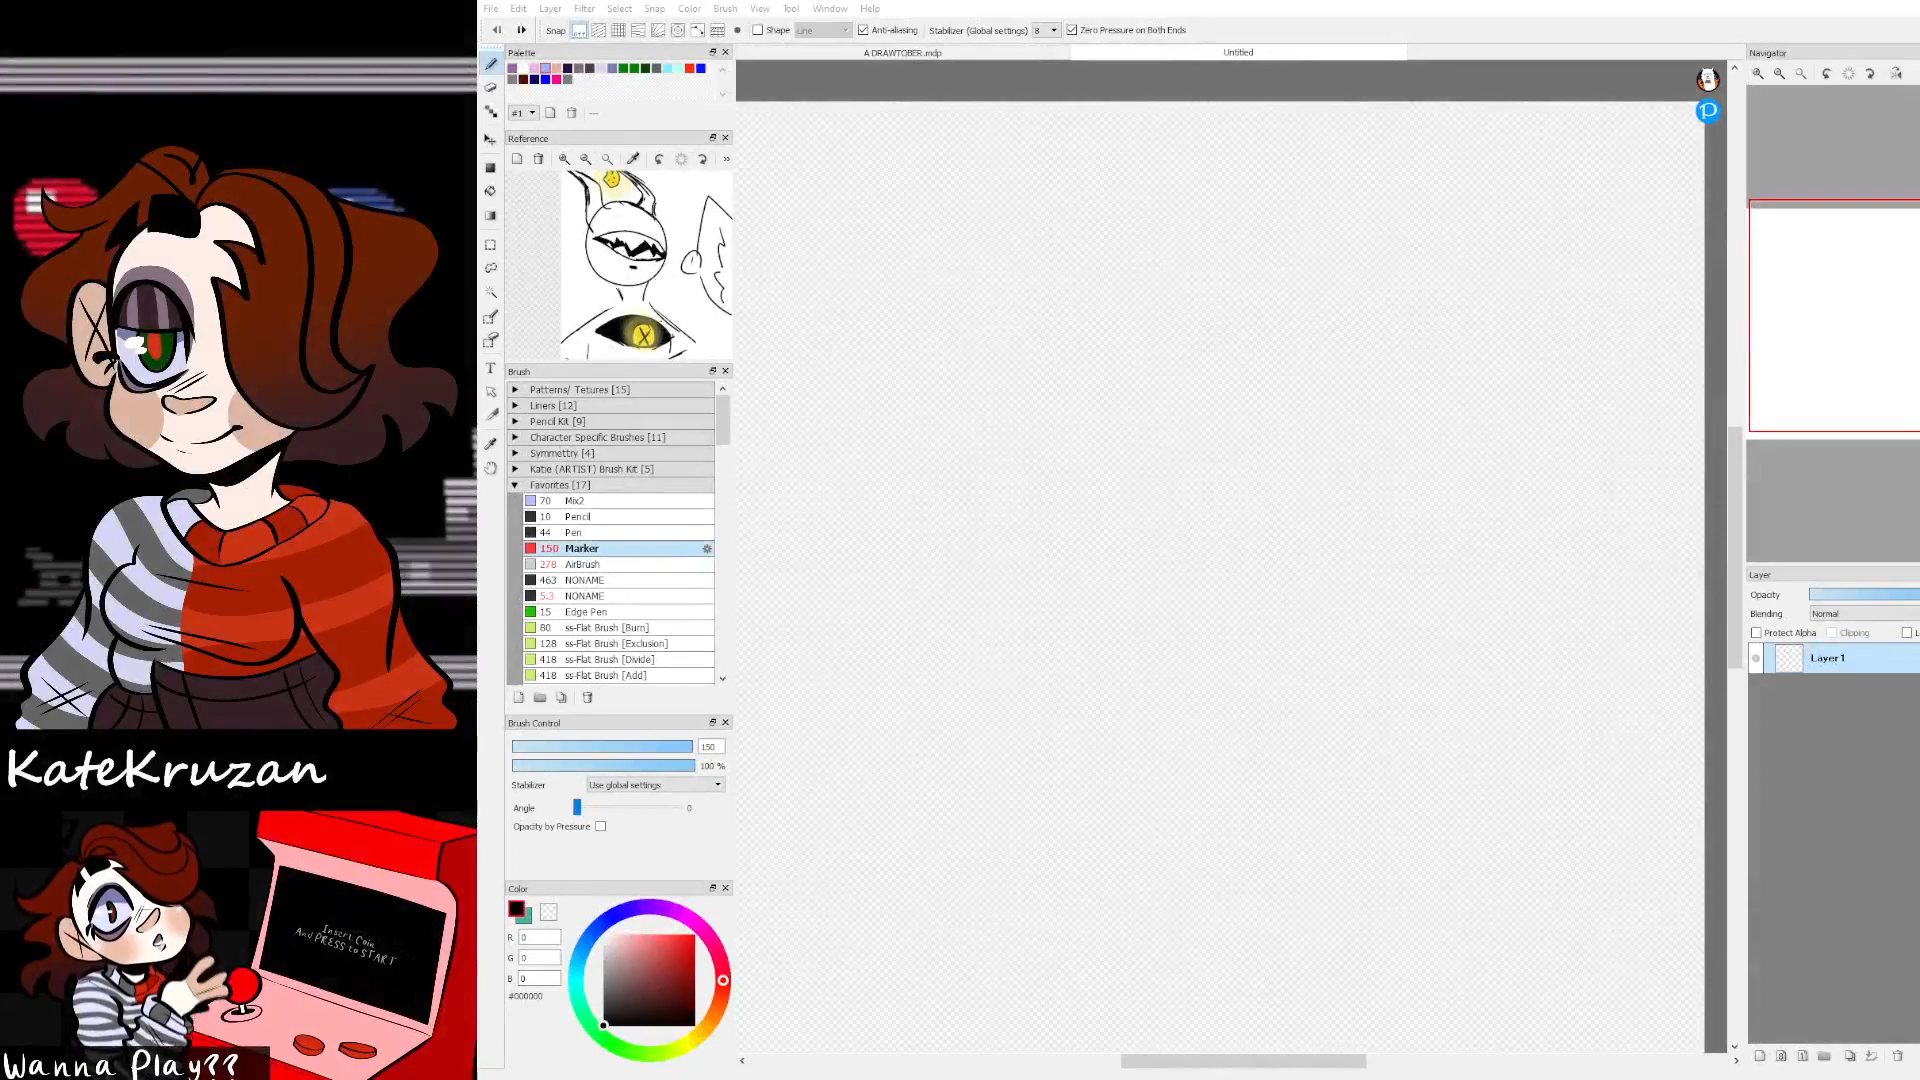 File Edit Layer Filter Select Snap Color Brush View Tool Window Help
Snap off Shape Line Anti-aliasing Stabilizer (Global settings) 8 Zero Pressure on Both Ends
Palette
A DRAWTOBER.mdp
Untitled
Navigator
#1
---
Reference
Brush
Patterns/ Tetures [15]
Liners [12]
Pencil Kit [9]
Character Specific Brushes [11]
Symmettry [4]
Katie (ARTIST) Brush Kit [5]
Favorites [17]
70 Mix2
10 Pencil
44 Pen
150 Marker
278 AirBrush
463 NONAME
5.3 NONAME
15 Edge Pen
80 ss-Flat Brush [Burn]
128 ss-Flat Brush [Exclusion]
418 ss-Flat Brush [Divide]
418 ss-Flat Brush [Add]
Brush Control
150
100 %
Stabilizer Use global settings
Angle 0
Opacity by Pressure
Color
R 0
G 0
B 0
#000000
Layer
Opacity
Blending Normal
Protect Alpha Clipping L
Layer1
KateKruzan
Insert Coin
And PRESS to START
Wanna Play??